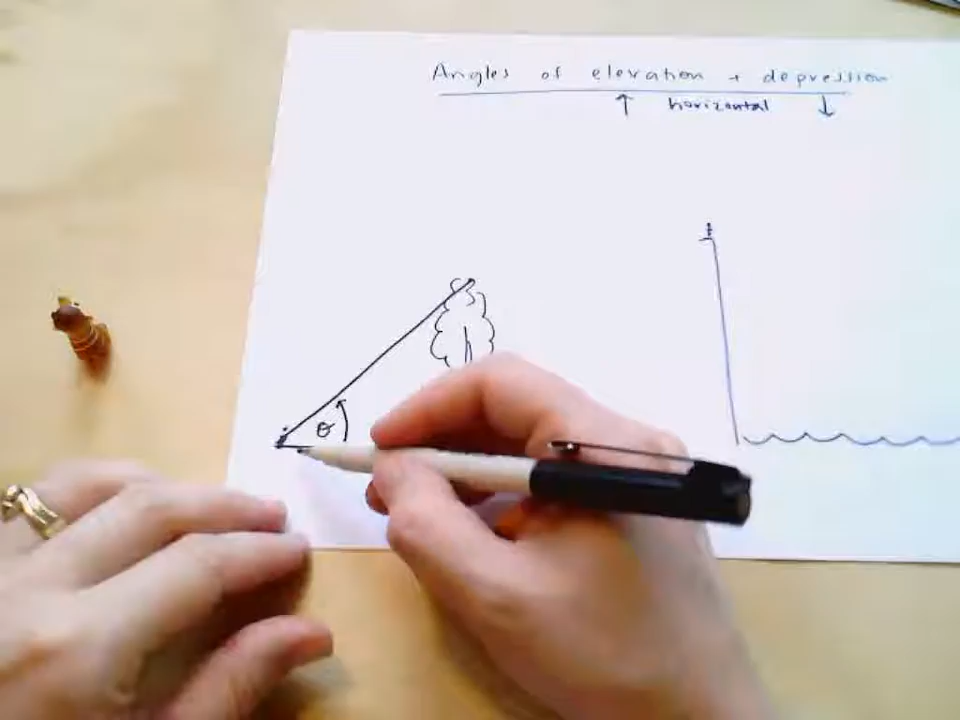 Angles of elevation + depression
↑ horizontal ↓
θ